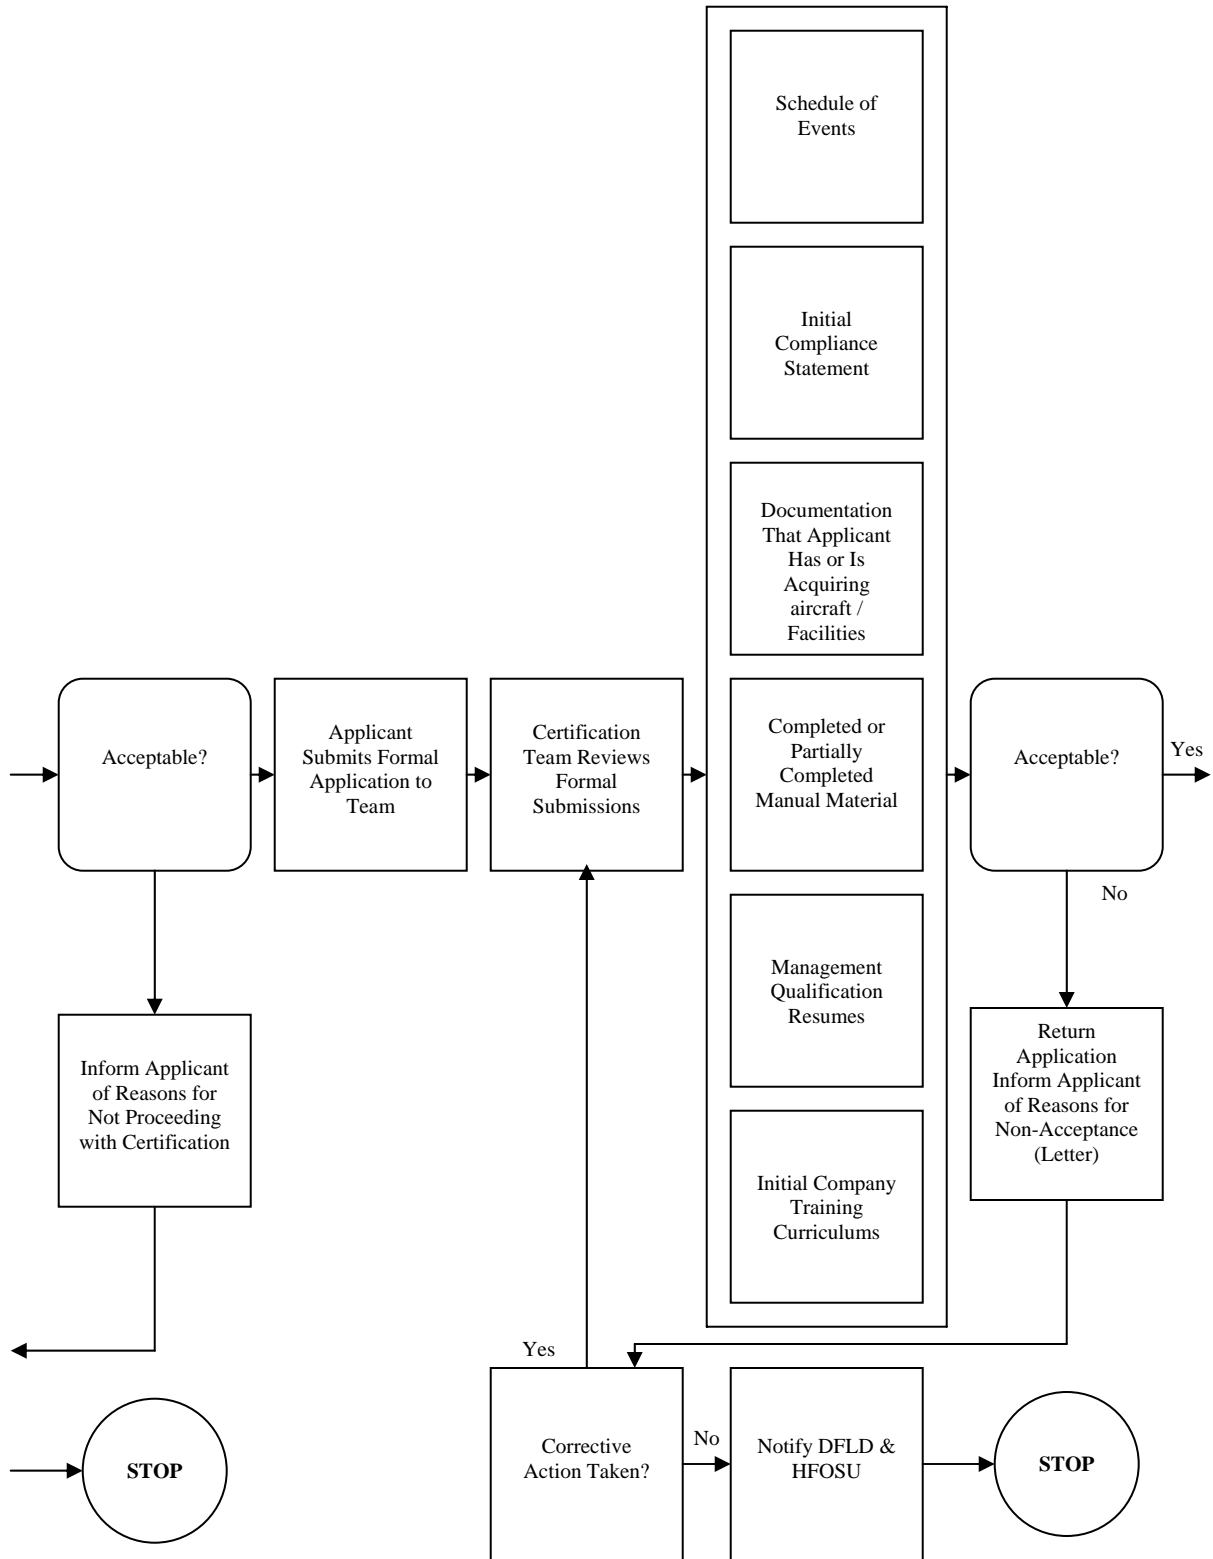 Schedule of
Events
Initial
Compliance
Statement
Documentation
That Applicant
Has or Is
Acquiring
aircraft /
Facilities
Acceptable?
Applicant
Submits Formal
Application to
Team
Certification
Team Reviews
Formal
Submissions
Completed or
Partially
Completed
Manual Material
Acceptable?
Yes
No
Inform Applicant
of Reasons for
Not Proceeding
with Certification
Management
Qualification
Resumes
Return
Application
Inform Applicant
of Reasons for
Non-Acceptance
(Letter)
Initial Company
Training
Curriculums
Yes
STOP
Corrective
Action Taken?
No
Notify DFLD &
HFOSU
STOP